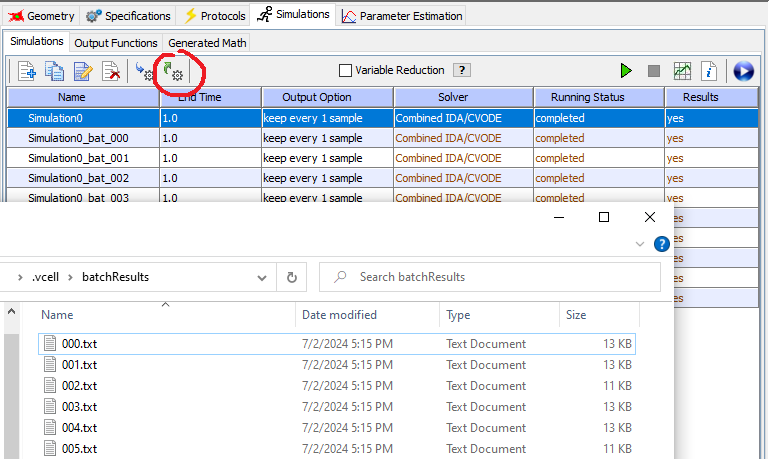 Geometry Specifications Protocols Simulations Parameter Estimation
Simulations Output Functions Generated Math
Variable Reduction ?
Name End Time Output Option Solver Running Status Results
Simulation0 1.0 keep every 1 sample Combined IDA/CVODE completed yes
Simulation0_bat_000 1.0 keep every 1 sample Combined IDA/CVODE completed yes
Simulation0_bat_001 1.0 keep every 1 sample Combined IDA/CVODE completed yes
Simulation0_bat_002 1.0 keep every 1 sample Combined IDA/CVODE completed yes
Simulation0_bat_003 1.0 keep every 1 sample Combined IDA/CVODE completed yes
es
es
?
es
.vcell batchResults Search batchResults
es
es
Name Date modified Type Size
000.txt 7/2/2024 5:15 PM Text Document 13 KB
001.txt 7/2/2024 5:15 PM Text Document 13 KB
002.txt 7/2/2024 5:15 PM Text Document 11 KB
003.txt 7/2/2024 5:15 PM Text Document 13 KB
004.txt 7/2/2024 5:15 PM Text Document 13 KB
005.txt 7/2/2024 5:15 PM Text Document 11 KB